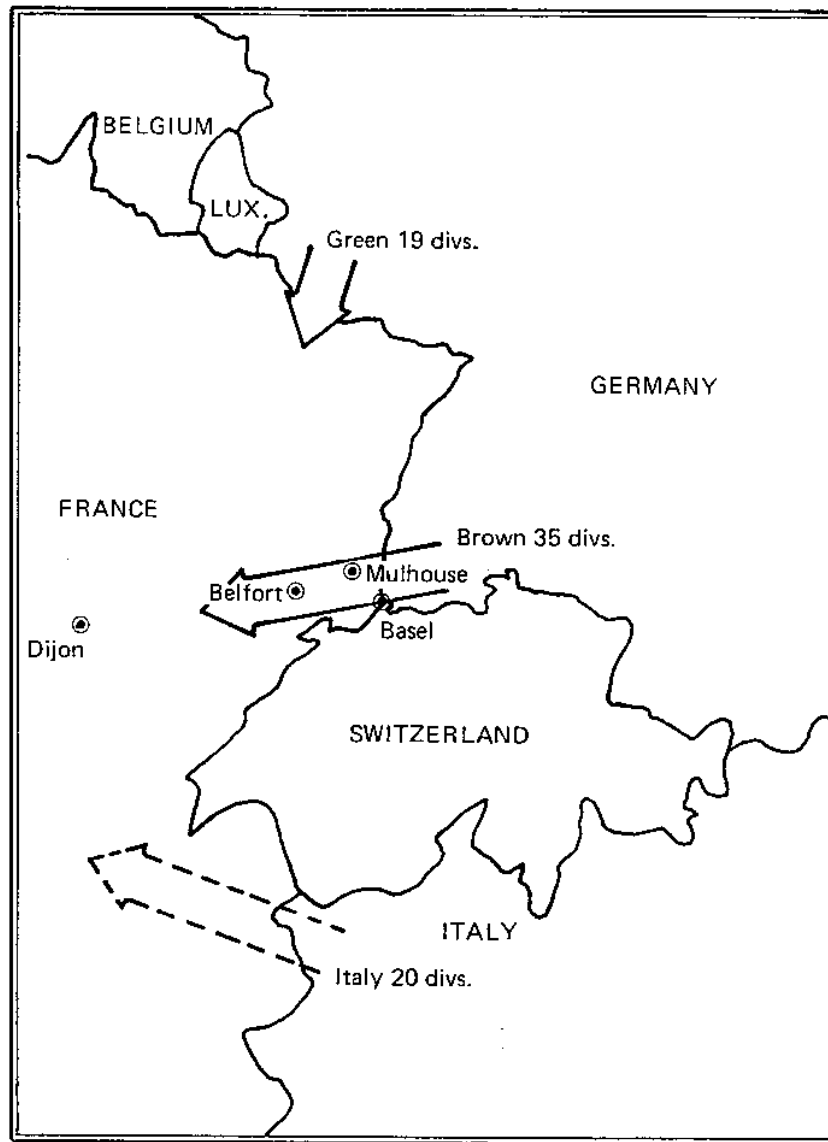 BELGIUM
LUX.
Green 19 divs.
GERMANY
FRANCE
Brown 35 divs.
Mulhouse
Belfort
Basel
Dijon
SWITZERLAND
ITALY
Italy 20 divs.